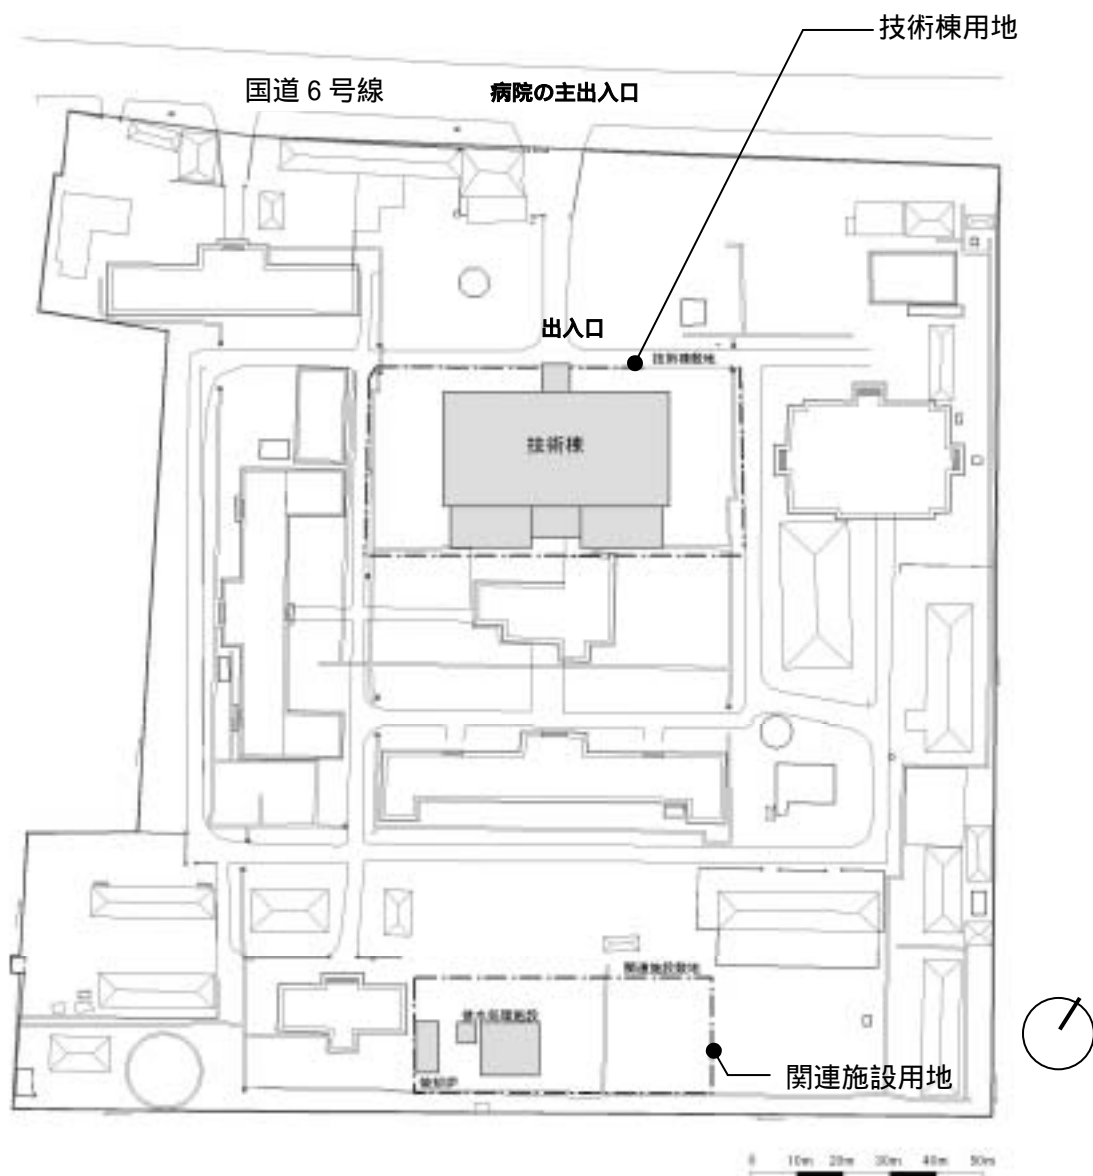 技術棟用地
国道6号線
病院の主出入口
出入口
技術棟敷地
技術棟
関連施設敷地
排水処理施設
焼却炉
関連施設用地
0 10m 20m 30m 40m 50m